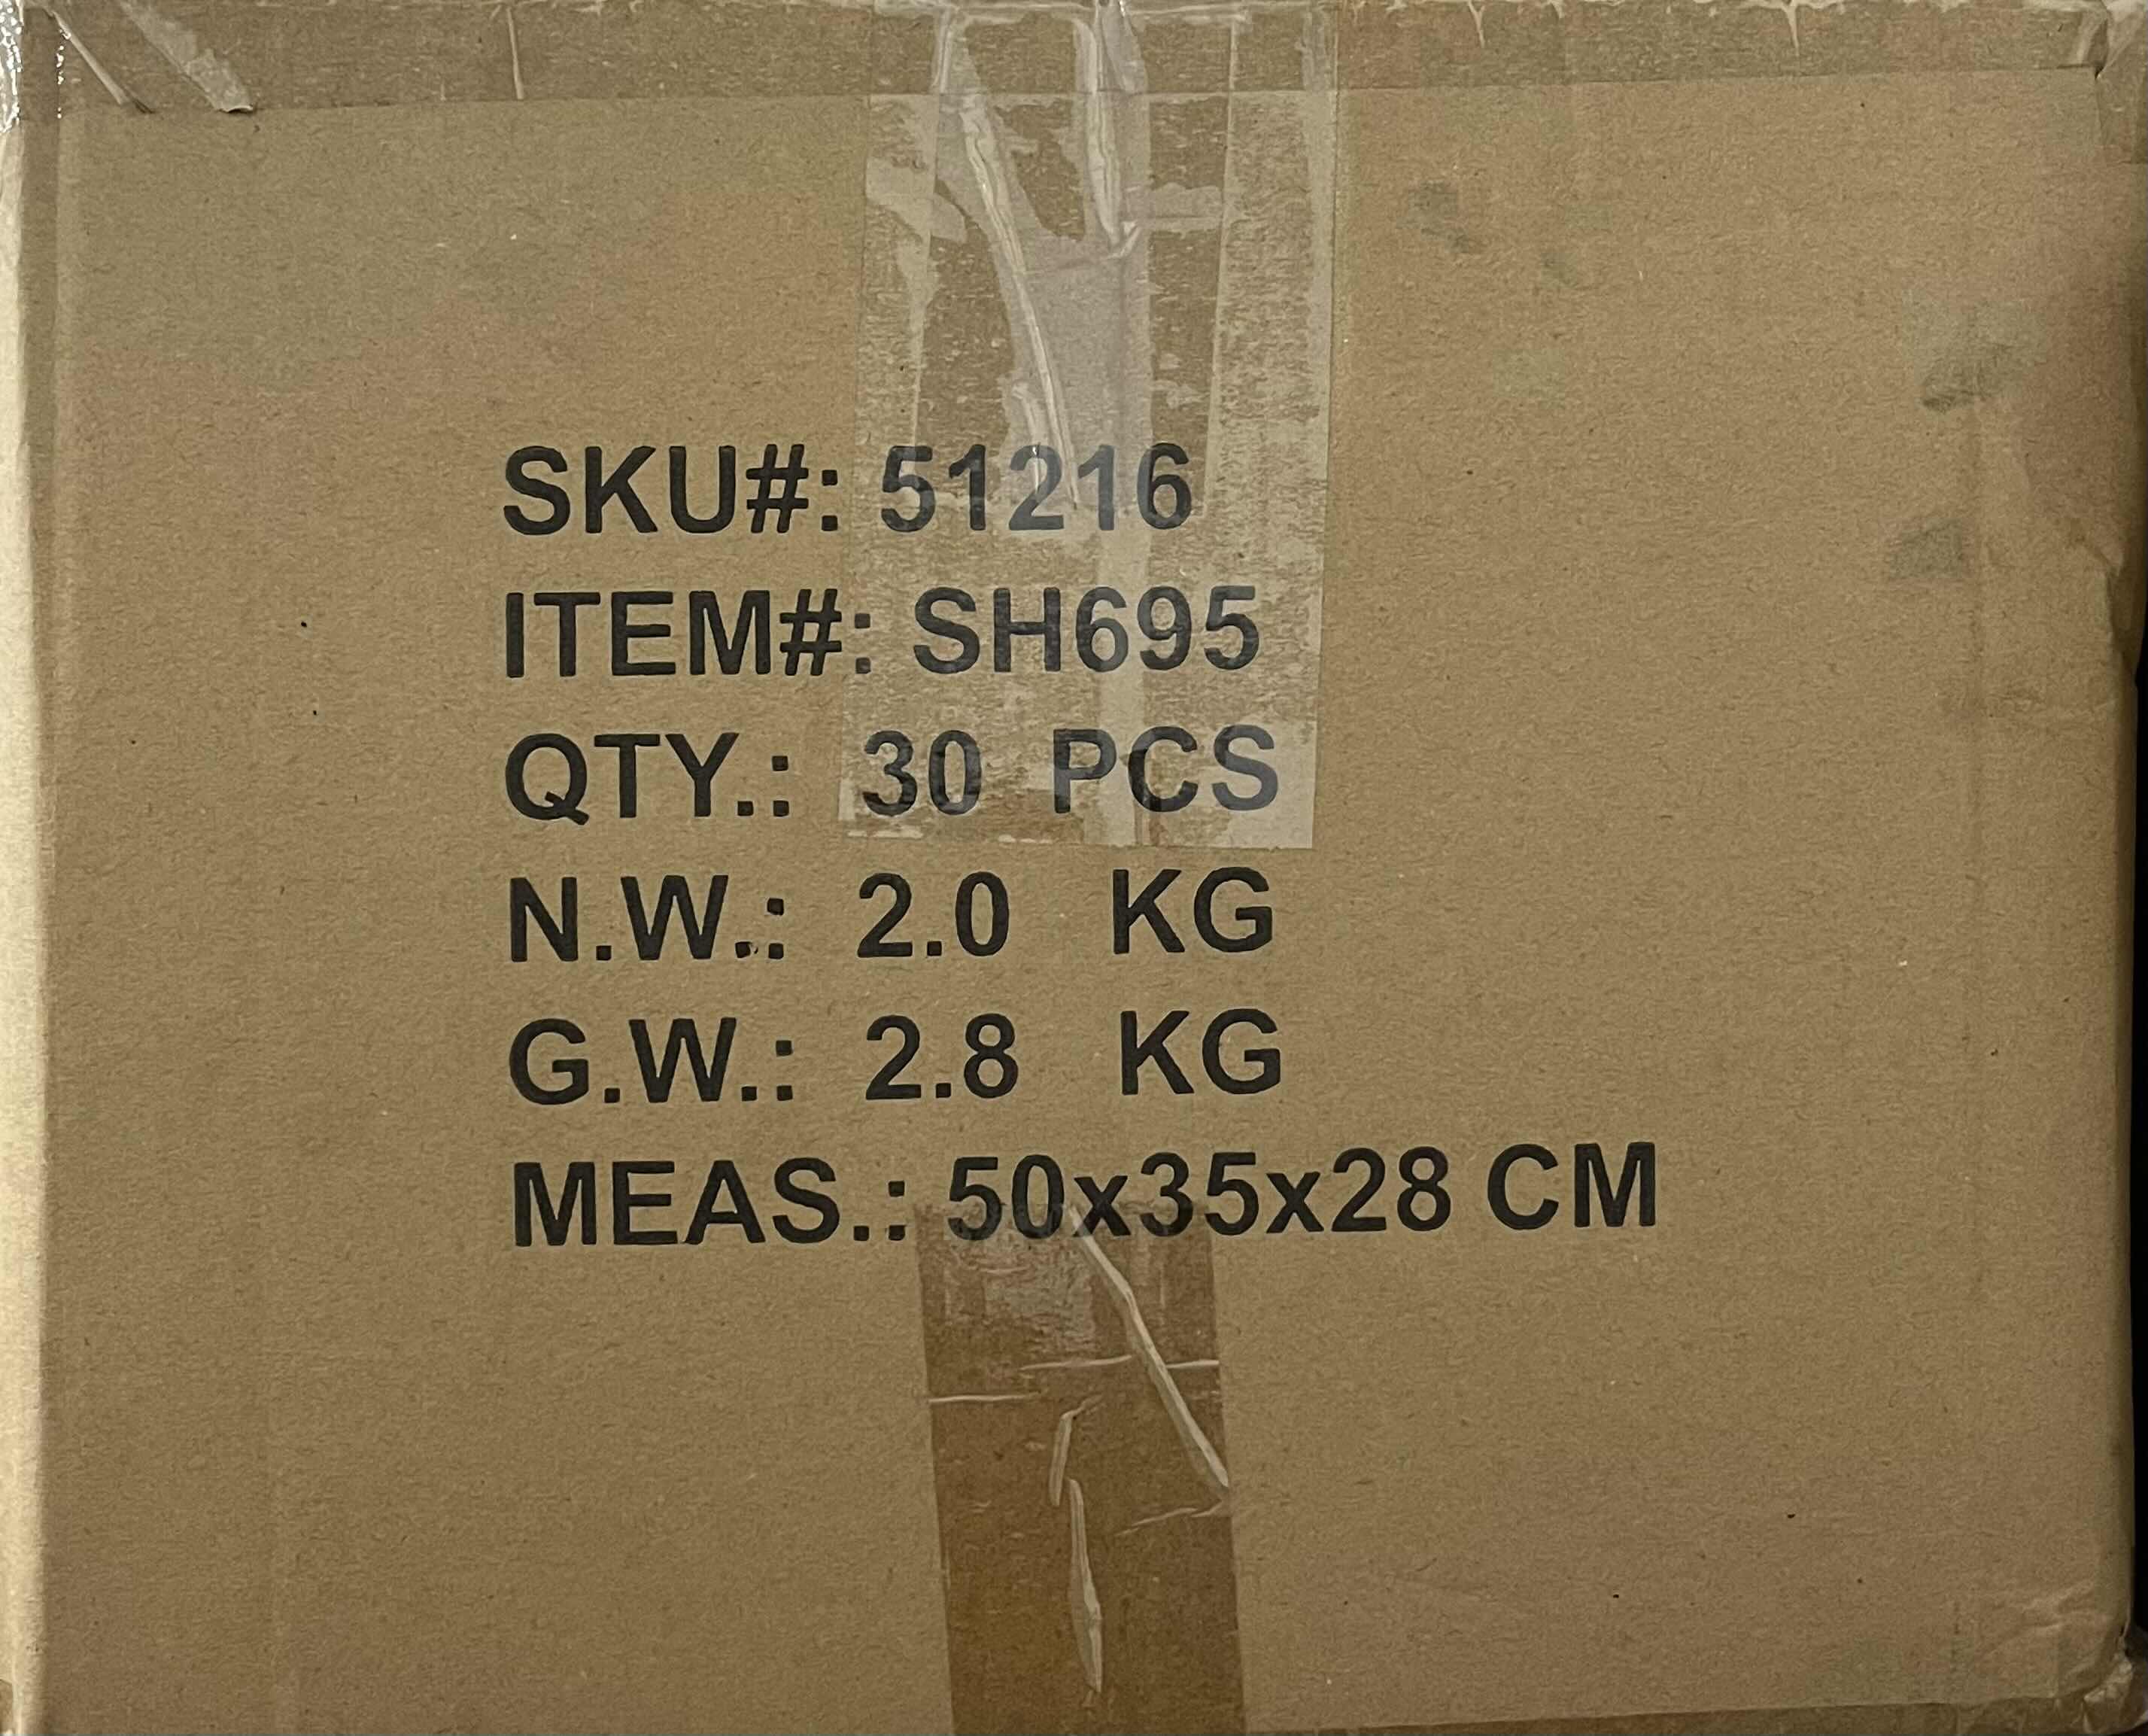 SKU#: 51216
ITEM#: SH695
QTY.: 30 PCS
N.W.: 2.0 KG
G.W.: 2.8 KG
MEAS.: 50x35x28 CM